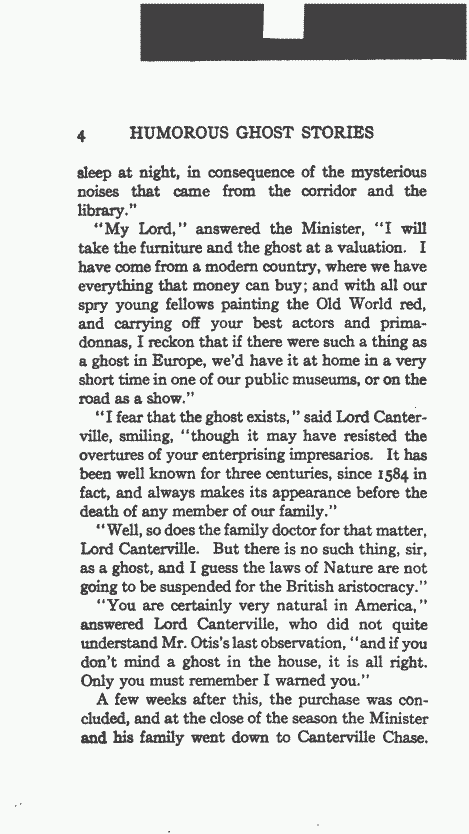 4 HUMOROUS GHOST STORIES
sleep at night, in consequence of the mysterious
noises that came from the corridor and the
library."
"My Lord," answered the Minister, "I will
take the furniture and the ghost at a valuation. I
have come from a modern country, where we have
everything that money can buy; and with all our
spry young fellows painting the Old World red,
and carrying off your best actors and prima-
donnas, I reckon that if there were such a thing as
a ghost in Europe, we'd have it at home in a very
short time in one of our public museums, or on the
road as a show."
"I fear that the ghost exists," said Lord Canter-
ville, smiling, "though it may have resisted the
overtures of your enterprising impresarios. It has
been well known for three centuries, since 1584 in
fact, and always makes its appearance before the
death of any member of our family."
"Well, so does the family doctor for that matter,
Lord Canterville. But there is no such thing, sir,
as a ghost, and I guess the laws of Nature are not
going to be suspended for the British aristocracy."
"You are certainly very natural in America,"
answered Lord Canterville, who did not quite
understand Mr. Otis's last observation, "and if you
don't mind a ghost in the house, it is all right.
Only you must remember I warned you."
A few weeks after this, the purchase was con-
cluded, and at the close of the season the Minister
and his family went down to Canterville Chase.